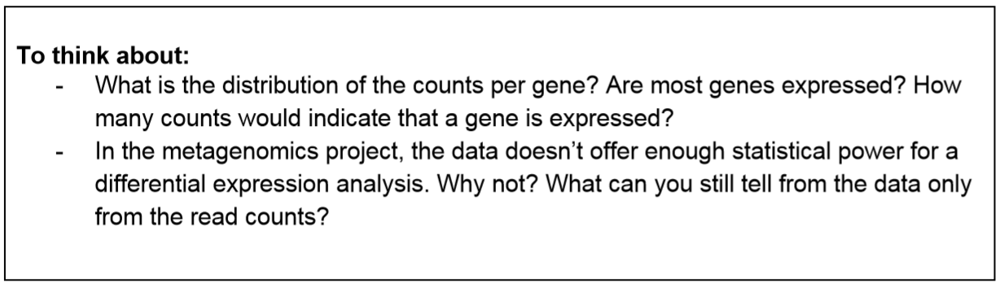 To think about:
- What is the distribution of the counts per gene? Are most genes expressed? How
many counts would indicate that a gene is expressed?
- In the metagenomics project, the data doesn’t offer enough statistical power for a
differential expression analysis. Why not? What can you still tell from the data only
from the read counts?